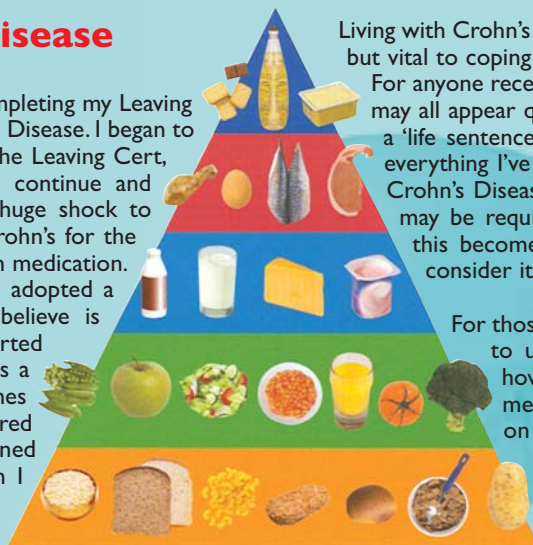 isease
mpleting my Leaving
Disease. I began to
he Leaving Cert,
continue and
huge shock to
rohn's for the
n medication.
adopted a
believe is
rted
s a
nes
red
ned
n I
Living with Crohn's
but vital to coping
For anyone rece
may all appear q
a 'life sentence
everything I've
Crohn's Diseas
may be requi
this become
consider it
For thos
to u
hov
me
on